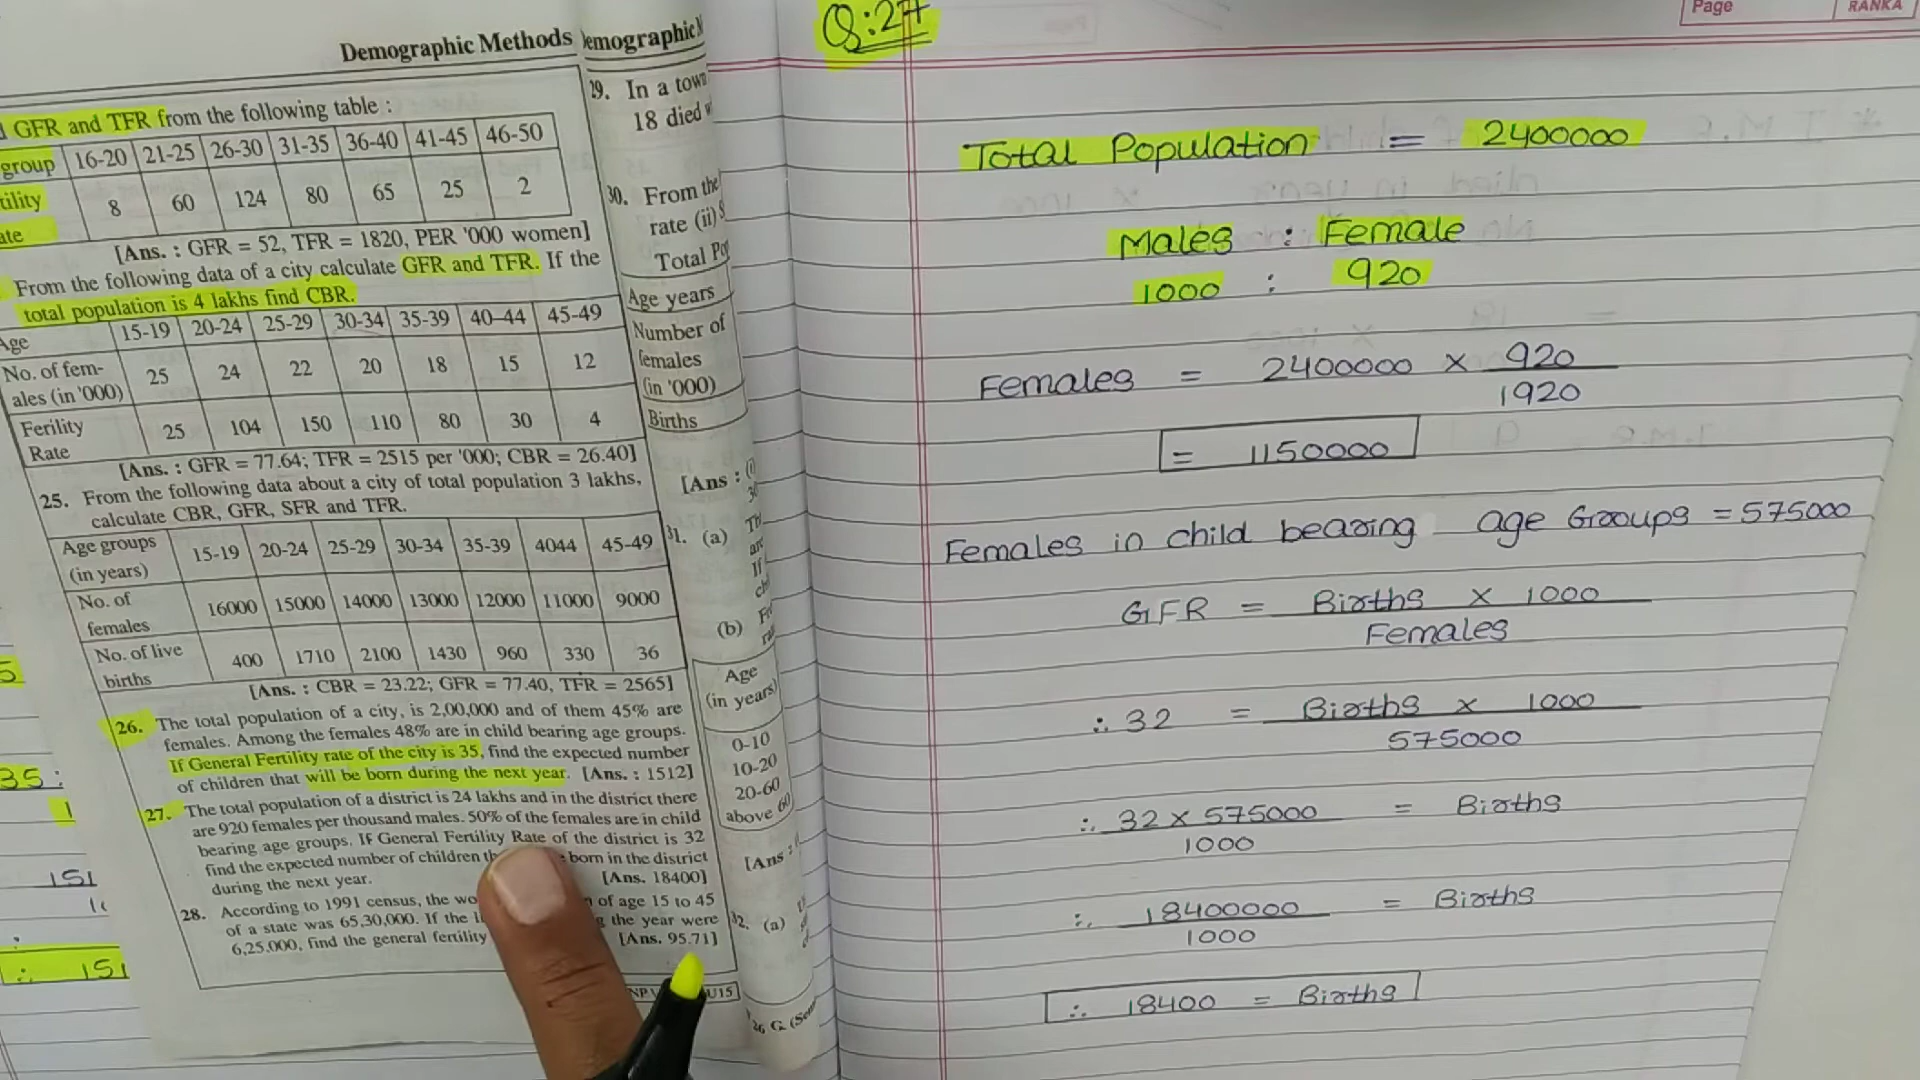 Demographic Methods
GFR and TFR from the following table :
group 16-20 21-25 26-30 31-35 36-40 41-45 46-50
8 60 124 80 65 25 2
[Ans. : GFR = 52, TFR = 1820, PER '000 women]
From the following data of a city calculate GFR and TFR. If the
total population is 4 lakhs find CBR.
Age 15-19 20-24 25-29 30-34 35-39 40-44 45-49
No. of fem-
ales (in '000) 25 24 22 20 18 15 12
Ferility
Rate 25 104 150 110 80 30 4
[Ans. : GFR = 77.64; TFR = 2515 per '000; CBR = 26.40]
25. From the following data about a city of total population 3 lakhs,
calculate CBR, GFR, SFR and TFR.
Age groups
(in years) 15-19 20-24 25-29 30-34 35-39 4044 45-49
No. of
females 16000 15000 14000 13000 12000 11000 9000
No. of live
births 400 1710 2100 1430 960 330 36
[Ans. : CBR = 23.22; GFR = 77.40, TFR = 2565]
26. The total population of a city, is 2,00,000 and of them 45% are
females. Among the females 48% are in child bearing age groups.
If General Fertility rate of the city is 35, find the expected number
of children that will be born during the next year. [Ans. : 1512]
27. The total population of a district is 24 lakhs and in the district there
are 920 females per thousand males. 50% of the females are in child
bearing age groups. If General Fertility Rate of the district is 32
find the expected number of children born in the district
during the next year. [Ans. 18400]
28. According to 1991 census, the of age 15 to 45
of a state was 65,30,000. If the the year were
6,25,000, find the general fertility [Ans. 95.71]
U15
29. In a town
18 died
30. From the
rate (ii)
Total
Age years
Number of
females
(in '000)
Births
[Ans :
31. (a)
(b)
Age
(in years)
0-10
10-20
20-60
above 60
[Ans :
32. (a)
35 :
151
∴ 151
Page RANKA
Q:27
Total Population = 2400000
Males : Female
1000 : 920
Females = 2400000 × 920
1920
= 1150000
Females in child bearing age Groups = 575000
GFR = Births × 1000
Females
∴ 32 = Births × 1000
575000
∴ 32 × 575000 = Births
1000
∴ 18400000 = Births
1000
∴ 18400 = Births